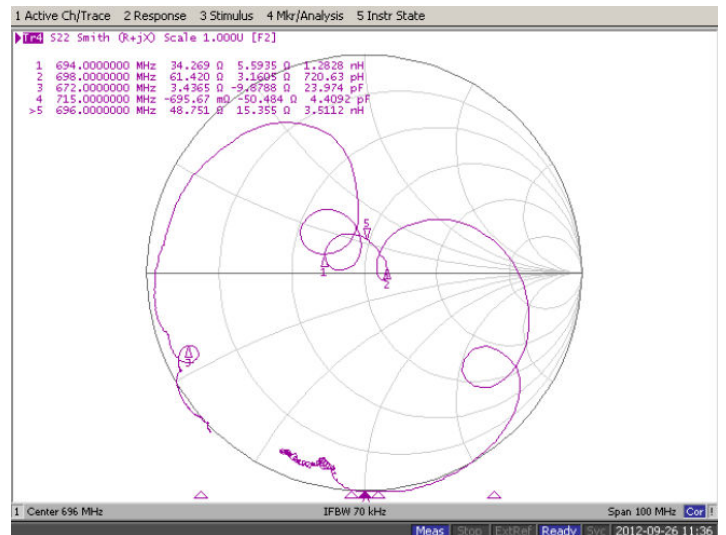 1 Active Ch/Trace 2 Response 3 Stimulus 4 Mkr/Analysis 5 Instr State
Tr4 S22 Smith (R+jX) Scale 1.000U [F2]
1 694.0000000 MHz 34.269 Ω 5.5935 Ω 1.2828 nH
2 698.0000000 MHz 61.420 Ω 3.1605 Ω 720.63 pH
3 672.0000000 MHz 3.4365 Ω -9.8788 Ω 23.974 pF
4 715.0000000 MHz -695.67 mΩ -50.484 Ω 4.4092 pF
>5 696.0000000 MHz 48.751 Ω 15.355 Ω 3.5112 nH
5
1
2
3
1 Center 696 MHz IFBW 70 kHz Span 100 MHz Cor !
Meas Stop ExtRef Ready Svc 2012-09-26 11:36